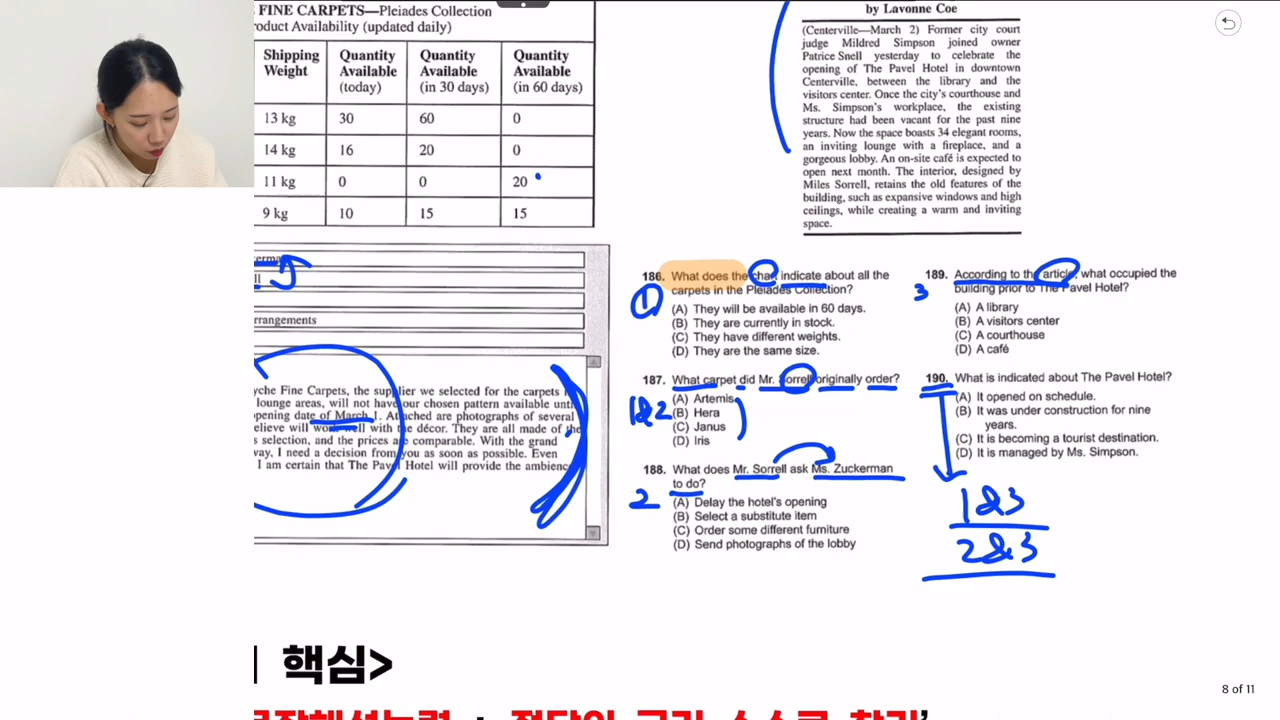 FINE CARPETS—Pleiades Collection
roduct Availability (updated daily)
Shipping Weight
Quantity Available (today)
Quantity Available (in 30 days)
Quantity Available (in 60 days)
13 kg 30 60 0
14 kg 16 20 0
11 kg 0 0 20
9 kg 10 15 15
rrangements
yche Fine Carpets, the supplier we selected for the carpets
lounge areas, will not have our chosen pattern available unti
pening date of March 1. Attached are photographs of several
elieve will work well with the décor. They are all made of the
s selection, and the prices are comparable. With the grand
way, I need a decision from you as soon as possible. Even
I am certain that The Pavel Hotel will provide the ambience
by Lavonne Coe
(Centerville—March 2) Former city court
judge Mildred Simpson joined owner
Patrice Snell yesterday to celebrate the
opening of The Pavel Hotel in downtown
Centerville, between the library and the
visitors center. Once the city's courthouse and
Ms. Simpson's workplace, the existing
structure had been vacant for the past nine
years. Now the space boasts 34 elegant rooms,
an inviting lounge with a fireplace, and a
gorgeous lobby. An on-site café is expected to
open next month. The interior, designed by
Miles Sorrell, retains the old features of the
building, such as expansive windows and high
ceilings, while creating a warm and inviting
space.
186. What does the chart indicate about all the
carpets in the Pleiades Collection?
①
(A) They will be available in 60 days.
(B) They are currently in stock.
(C) They have different weights.
(D) They are the same size.
187. What carpet did Mr. Sorrell originally order?
1&2
(A) Artemis
(B) Hera
(C) Janus
(D) Iris
188. What does Mr. Sorrell ask Ms. Zuckerman
to do?
2
(A) Delay the hotel's opening
(B) Select a substitute item
(C) Order some different furniture
(D) Send photographs of the lobby
189. According to the article, what occupied the
building prior to The Pavel Hotel?
3
(A) A library
(B) A visitors center
(C) A courthouse
(D) A café
190. What is indicated about The Pavel Hotel?
(A) It opened on schedule.
(B) It was under construction for nine
years.
(C) It is becoming a tourist destination.
(D) It is managed by Ms. Simpson.
1&3
2&3
핵심>
8 of 11